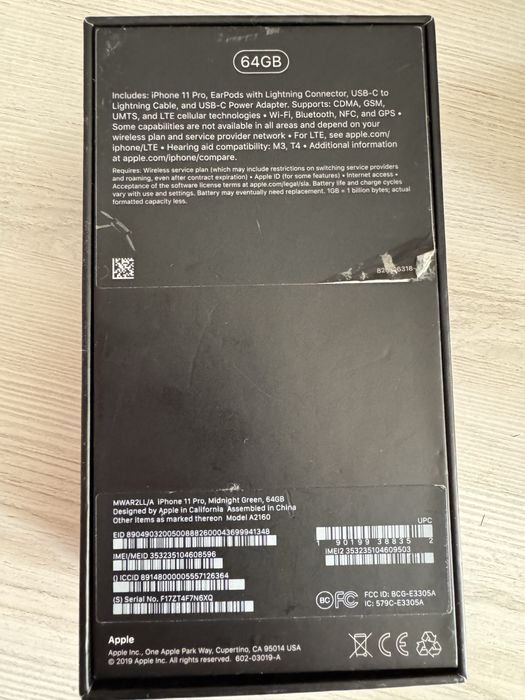 64GB
Includes: iPhone 11 Pro, EarPods with Lightning Connector, USB-C to
Lightning Cable, and USB-C Power Adapter. Supports: CDMA, GSM,
UMTS, and LTE cellular technologies • Wi-Fi, Bluetooth, NFC, and GPS •
Some capabilities are not available in all areas and depend on your
wireless plan and service provider network • For LTE, see apple.com/
iphone/LTE • Hearing aid compatibility: M3, T4 • Additional information
at apple.com/iphone/compare.
Requires: Wireless service plan (which may include restrictions on switching service providers
and roaming, even after contract expiration) • Apple ID (for some features) • Internet access •
Acceptance of the software license terms at apple.com/legal/sla. Battery life and charge cycles
vary with use and settings. Battery may eventually need replacement. 1GB = 1 billion bytes; actual
formatted capacity less.
MWAR2LL/A iPhone 11 Pro, Midnight Green, 64GB
Designed by Apple in California Assembled in China
Other items as marked thereon Model A2160
UPC
EID 89049032005008882600043699941348
1 90199 38835 2
IMEI/MEID 353235104608596
IMEI2 353235104609503
() ICCID 89148000005557126364
(S) Serial No. F17ZT4F7N6XQ
BC FC
FCC ID: BCG-E3305A
IC: 579C-E3305A
Apple
Apple Inc., One Apple Park Way, Cupertino, CA 95014 USA
© 2019 Apple Inc. All rights reserved. 602-03019-A
CE